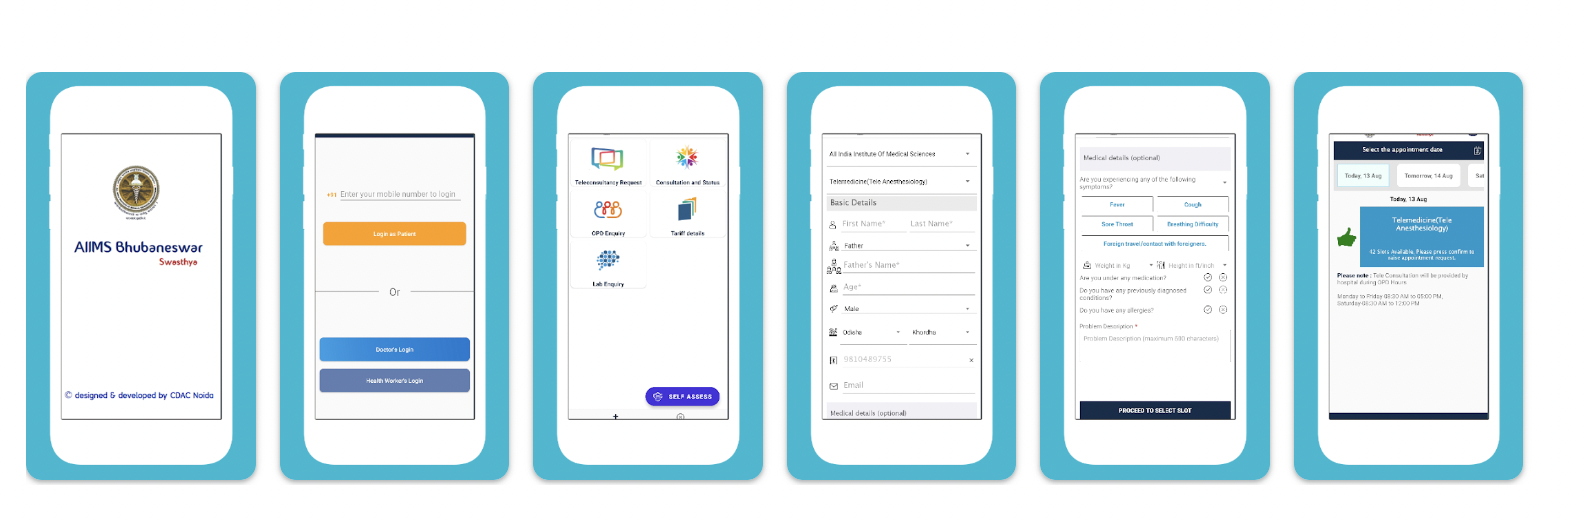 AIIMS Bhubaneswar
Swasthya
© designed & developed by CDAC Noida
+91 Enter your mobile number to login
Login as Patient
Or
Doctor's Login
Health Worker's Login
Teleconsultancy Request
Consultation and Status
OPD Enquiry
Tariff details
Lab Enquiry
SELF ASSESS
All India Institute Of Medical Sciences
Telemedicine(Tele Anesthesiology)
Basic Details
First Name*
Last Name*
Father
Father's Name*
Age*
Male
Odisha
Khordha
9810489755
Email
Medical details (optional)
Medical details (optional)
Are you experiencing any of the following
symptoms?
Fever
Cough
Sore Throat
Breathing Difficulty
Foreign travel/contact with foreigners.
Weight in Kg
Height in ft/inch
Are you under any medication?
Do you have any previously diagnosed
conditions?
Do you have any allergies?
Problem Description *
Problem Description (maximum 600 characters)
PROCEED TO SELECT SLOT
Select the appointment date
Today, 13 Aug
Tomorrow, 14 Aug
Sat
Today, 13 Aug
Telemedicine(Tele
Anesthesiology)
42 Slots Available. Please press confirm to
raise appointment request.
Please note : Tele Consultation will be provided by
hospital during OPD Hours
Monday to Friday 08:30 AM to 05:00 PM,
Saturday 08:30 AM to 12:00 PM